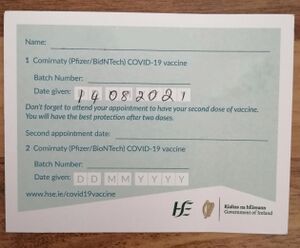 Name:
1 Comirnaty (Pfizer/BioNTech) COVID-19 vaccine
Batch Number:
Date given: 14 08 2021
Don't forget to attend your appointment to have your second dose of vaccine.
You will have the best protection after two doses.
Second appointment date:
2 Comirnaty (Pfizer/BioNTech) COVID-19 vaccine
Batch Number:
Date given: D D M M Y Y Y Y
www.hse.ie/covid19vaccine
HE
Rialtas na hÉireann
Government of Ireland